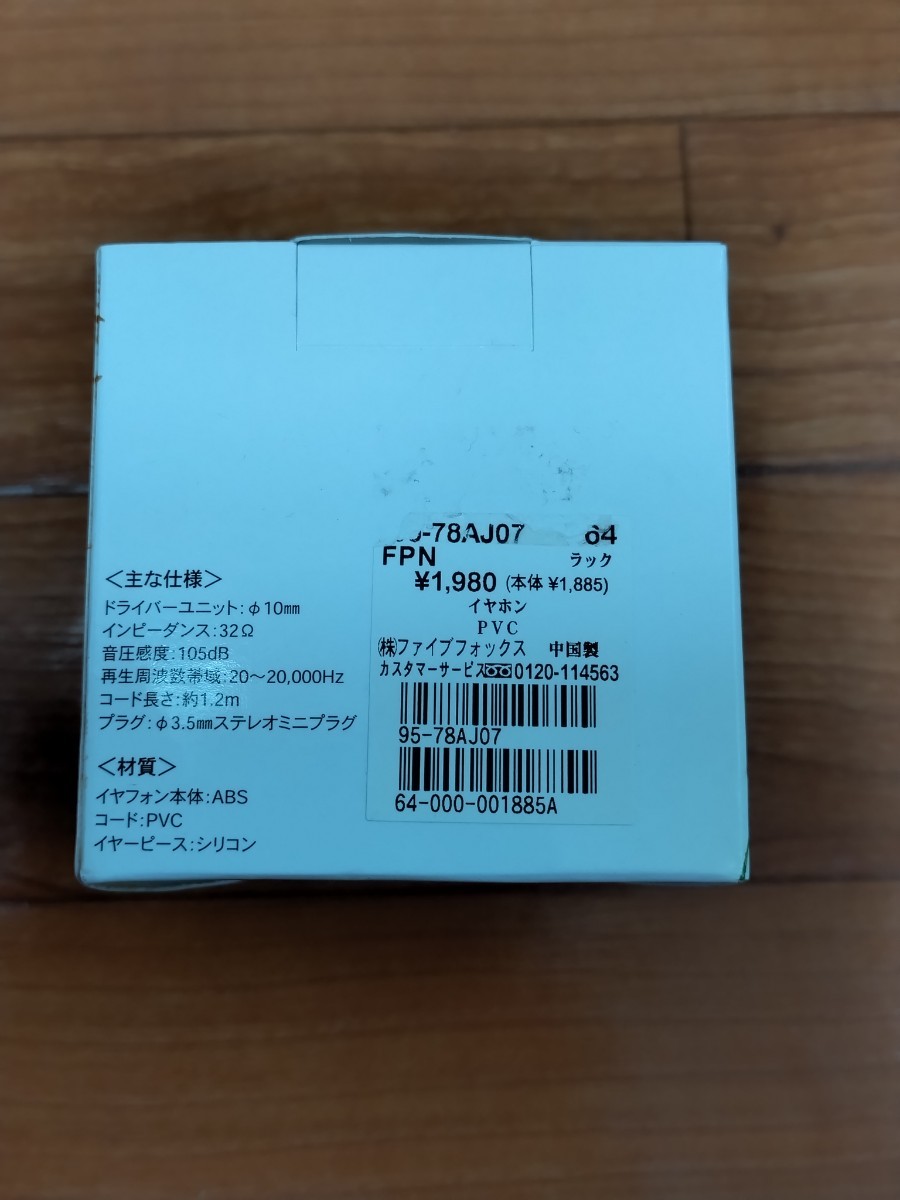 <主な仕様>
ドライバーユニット:φ10㎜
インピーダンス:32Ω
音圧感度:105dB
再生周波数帯域:20～20,000Hz
コード長さ:約1.2m
プラグ:φ3.5㎜ステレオミニプラグ
<材質>
イヤフォン本体:ABS
コード:PVC
イヤーピース:シリコン
-78AJ07 64
FPN ラック
¥1,980 (本体 ¥1,885)
イヤホン
PVC
㈱ファイブフォックス 中国製
カスタマーサービス 0120-114563
95-78AJ07
64-000-001885A